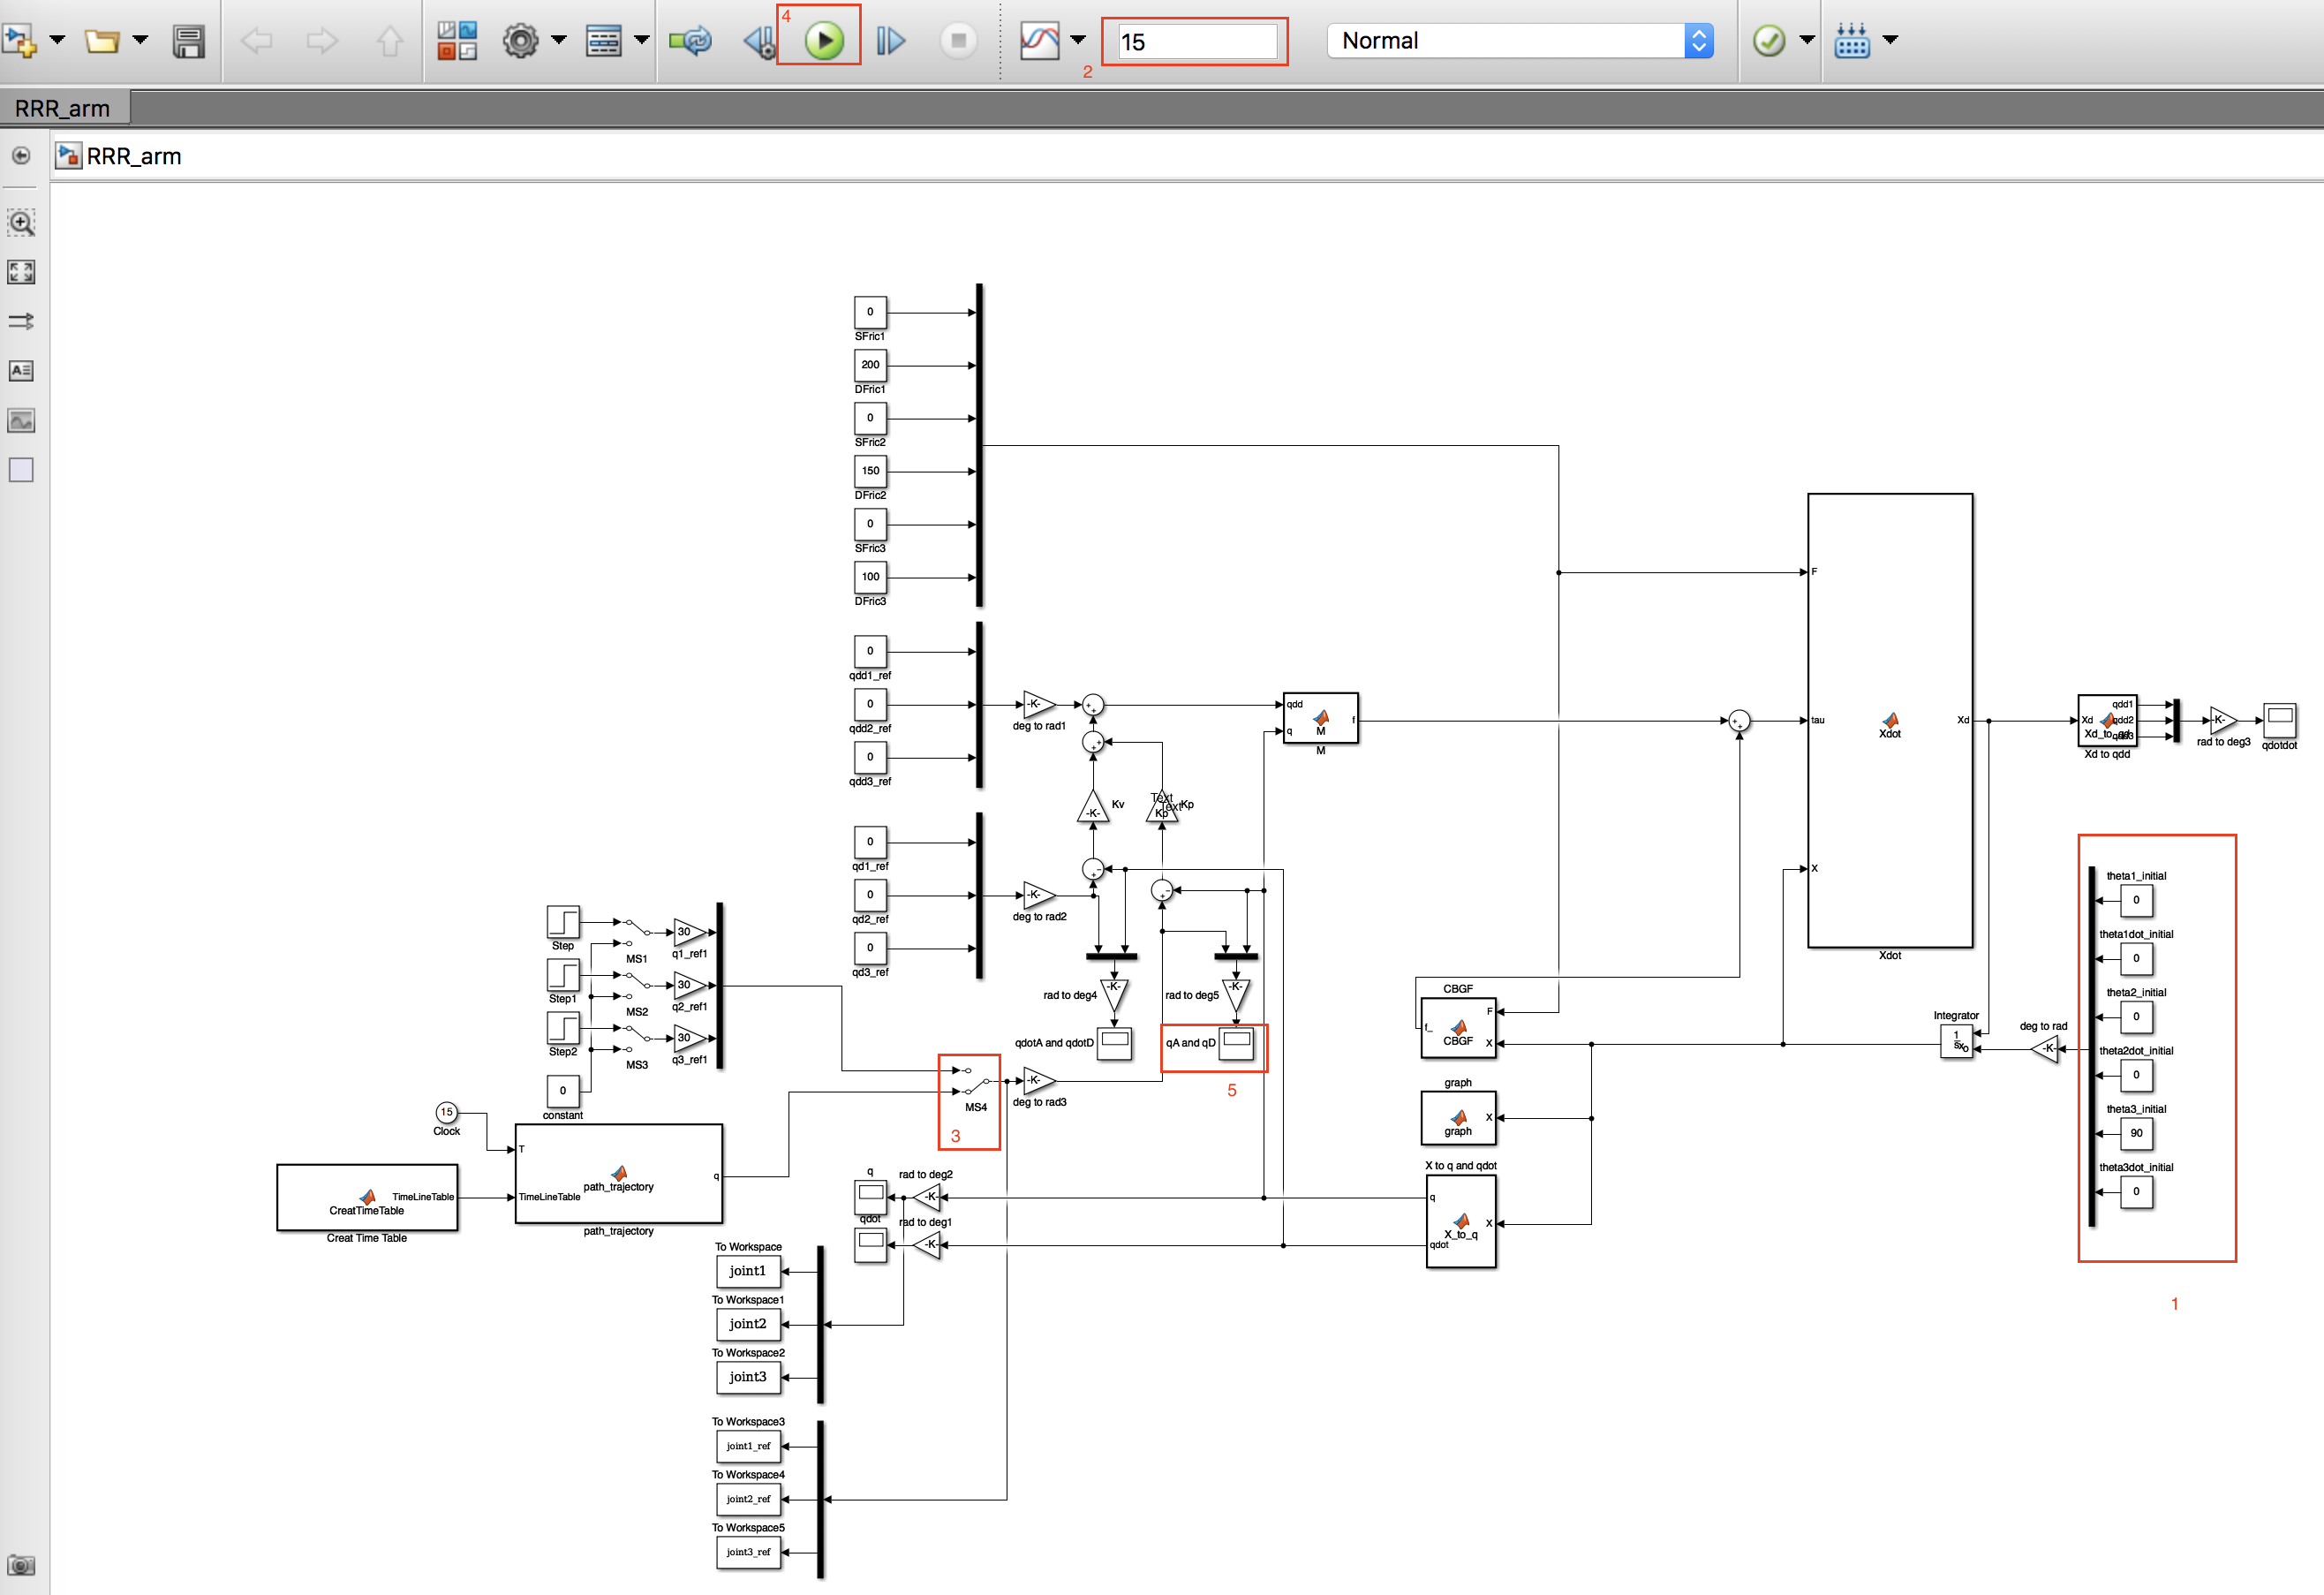 4
15
2
Normal
RRR_arm
RRR_arm
0
SFric1
200
DFric1
0
SFric2
150
DFric2
0
SFric3
100
DFric3
F
0
qdd1_ref
0
qdd2_ref
0
qdd3_ref
-K-
deg to rad1
qdd
q
f
M
M
tau
Xdot
Xd
Xdot
X
Xd
qdd1
qdd2
qdd3
Xd to qdd
-K-
rad to deg3
qdotdot
-K-
Kv
Text
Text
Kp
Kp
0
qd1_ref
0
qd2_ref
0
qd3_ref
-K-
deg to rad2
theta1_initial
0
theta1dot_initial
0
theta2_initial
0
theta2dot_initial
0
theta3_initial
90
theta3dot_initial
0
1
Step
MS1
30
q1_ref1
Step1
MS2
30
q2_ref1
Step2
MS3
30
q3_ref1
0
constant
rad to deg4
-K-
rad to deg5
-K-
qdotA and qdotD
qA and qD
5
CBGF
F
f_
CBGF
X
Integrator
1
deg to rad
-K-
MS4
3
-K-
deg to rad3
graph
X
graph
15
Clock
T
path_trajectory
q
TimeLineTable
path_trajectory
TimeLineTable
CreatTimeTable
Creat Time Table
q
rad to deg2
-K-
qdot
rad to deg1
-K-
X to q and qdot
q
X
X_to_q
qdot
To Workspace
joint1
To Workspace1
joint2
To Workspace2
joint3
To Workspace3
joint1_ref
To Workspace4
joint2_ref
To Workspace5
joint3_ref